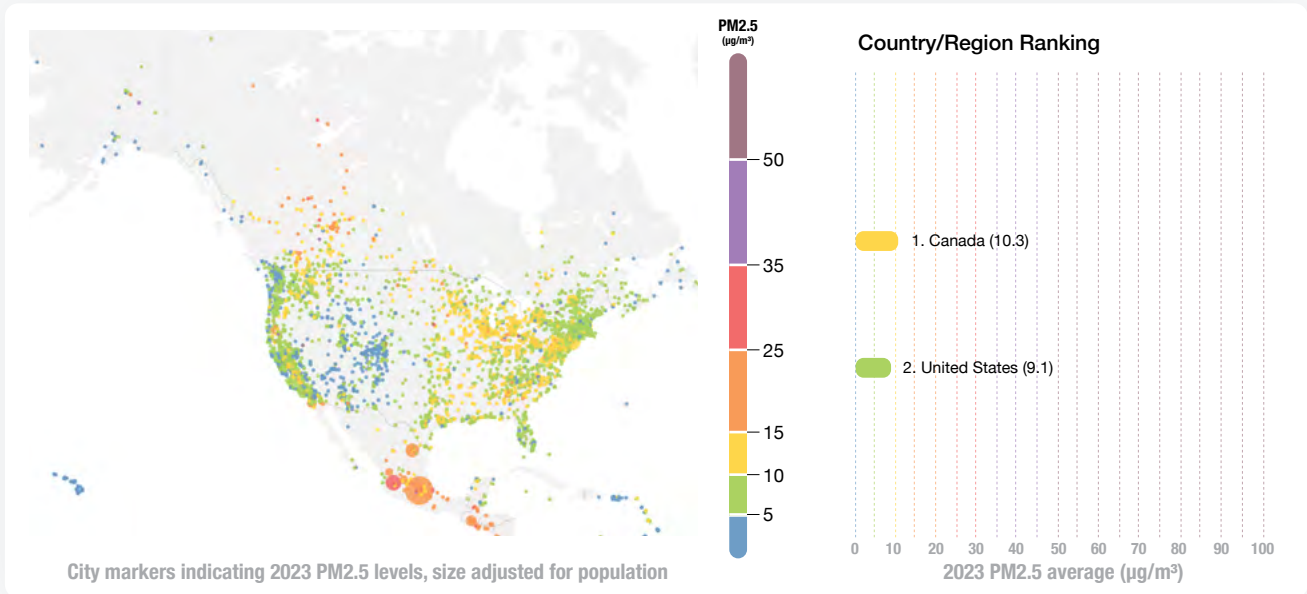 PM2.5
(µg/m³)
50
35
25
15
10
5
City markers indicating 2023 PM2.5 levels, size adjusted for population
Country/Region Ranking
1. Canada (10.3)
2. United States (9.1)
0 10 20 30 40 50 60 70 80 90 100
2023 PM2.5 average (µg/m³)